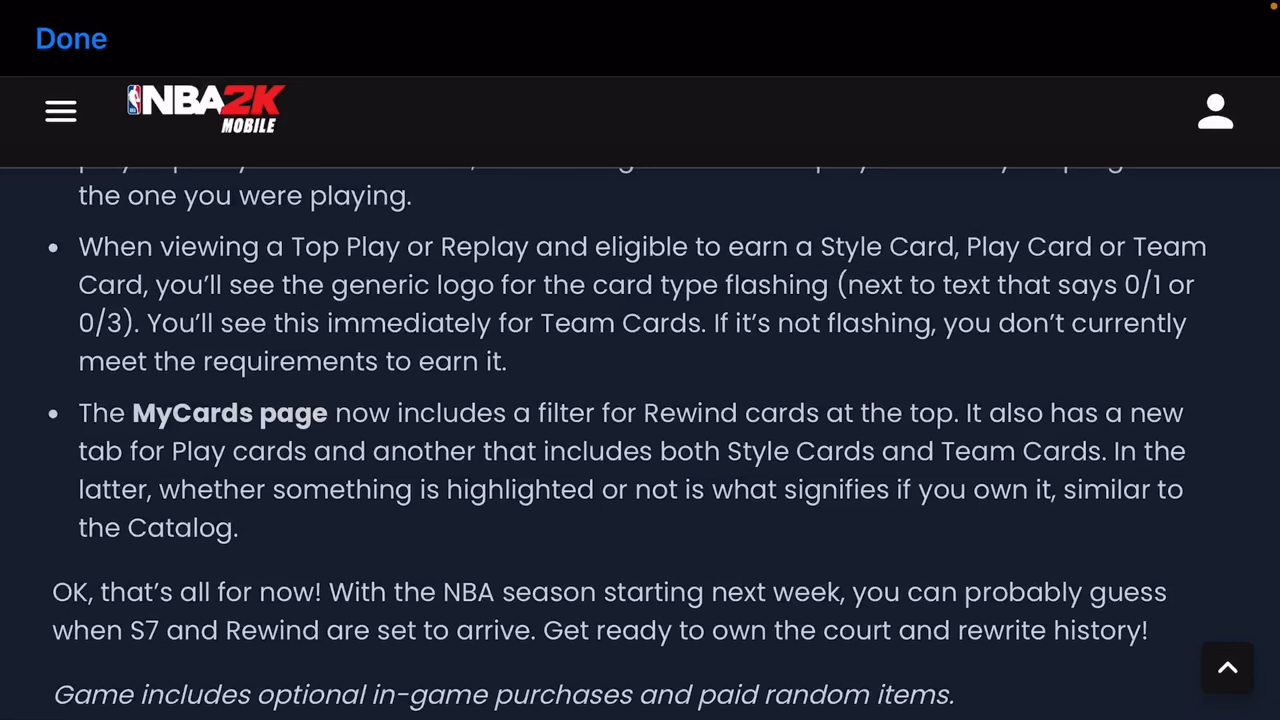 Done
NBA2K
MOBILE
the one you were playing.
• When viewing a Top Play or Replay and eligible to earn a Style Card, Play Card or Team
Card, you’ll see the generic logo for the card type flashing (next to text that says 0/1 or
0/3). You’ll see this immediately for Team Cards. If it’s not flashing, you don’t currently
meet the requirements to earn it.
• The MyCards page now includes a filter for Rewind cards at the top. It also has a new
tab for Play cards and another that includes both Style Cards and Team Cards. In the
latter, whether something is highlighted or not is what signifies if you own it, similar to
the Catalog.
OK, that’s all for now! With the NBA season starting next week, you can probably guess
when S7 and Rewind are set to arrive. Get ready to own the court and rewrite history!
Game includes optional in-game purchases and paid random items.